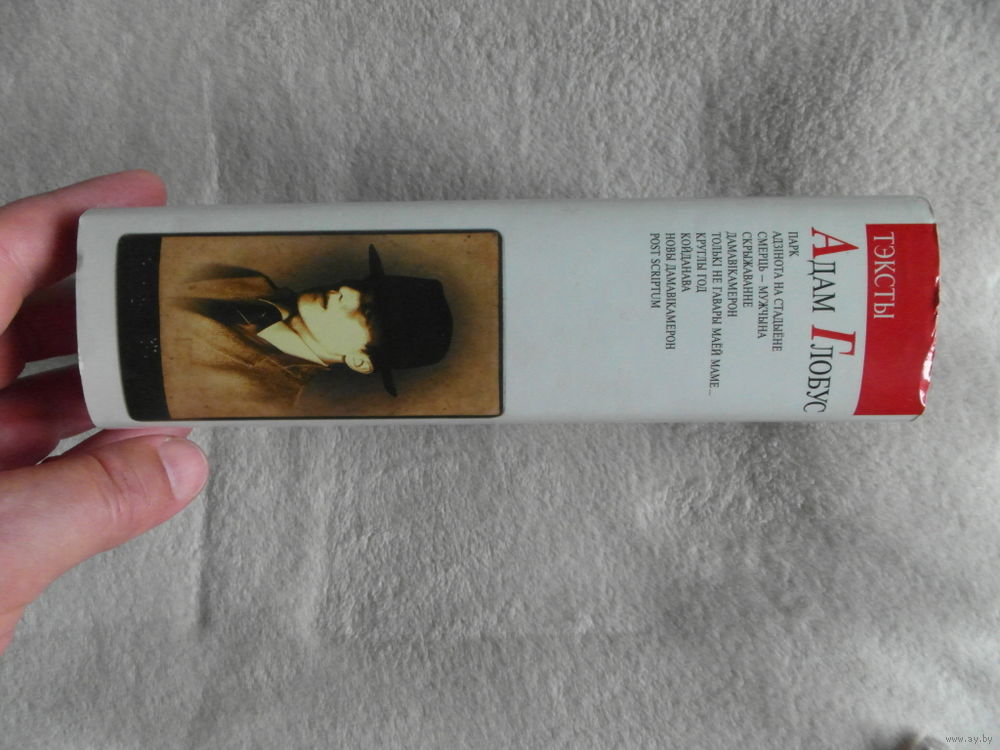 ТЭКСТЫ
АДАМ ГЛОБУС
ПАРК
АДЗІНОТА НА СТАДЫЁНЕ
СМЕРЦЬ – МУЖЧЫНА
СКРЫЖАВАННЕ
ДАМАВІКАМЕРОН
ТОЛЬКІ НЕ ГАВАРЫ МАЁЙ МАМЕ...
КРУГЛЫ ГОД
КОЙДАНАВА
НОВЫ ДАМАВІКАМЕРОН
POST SCRIPTUM
www.ay.by